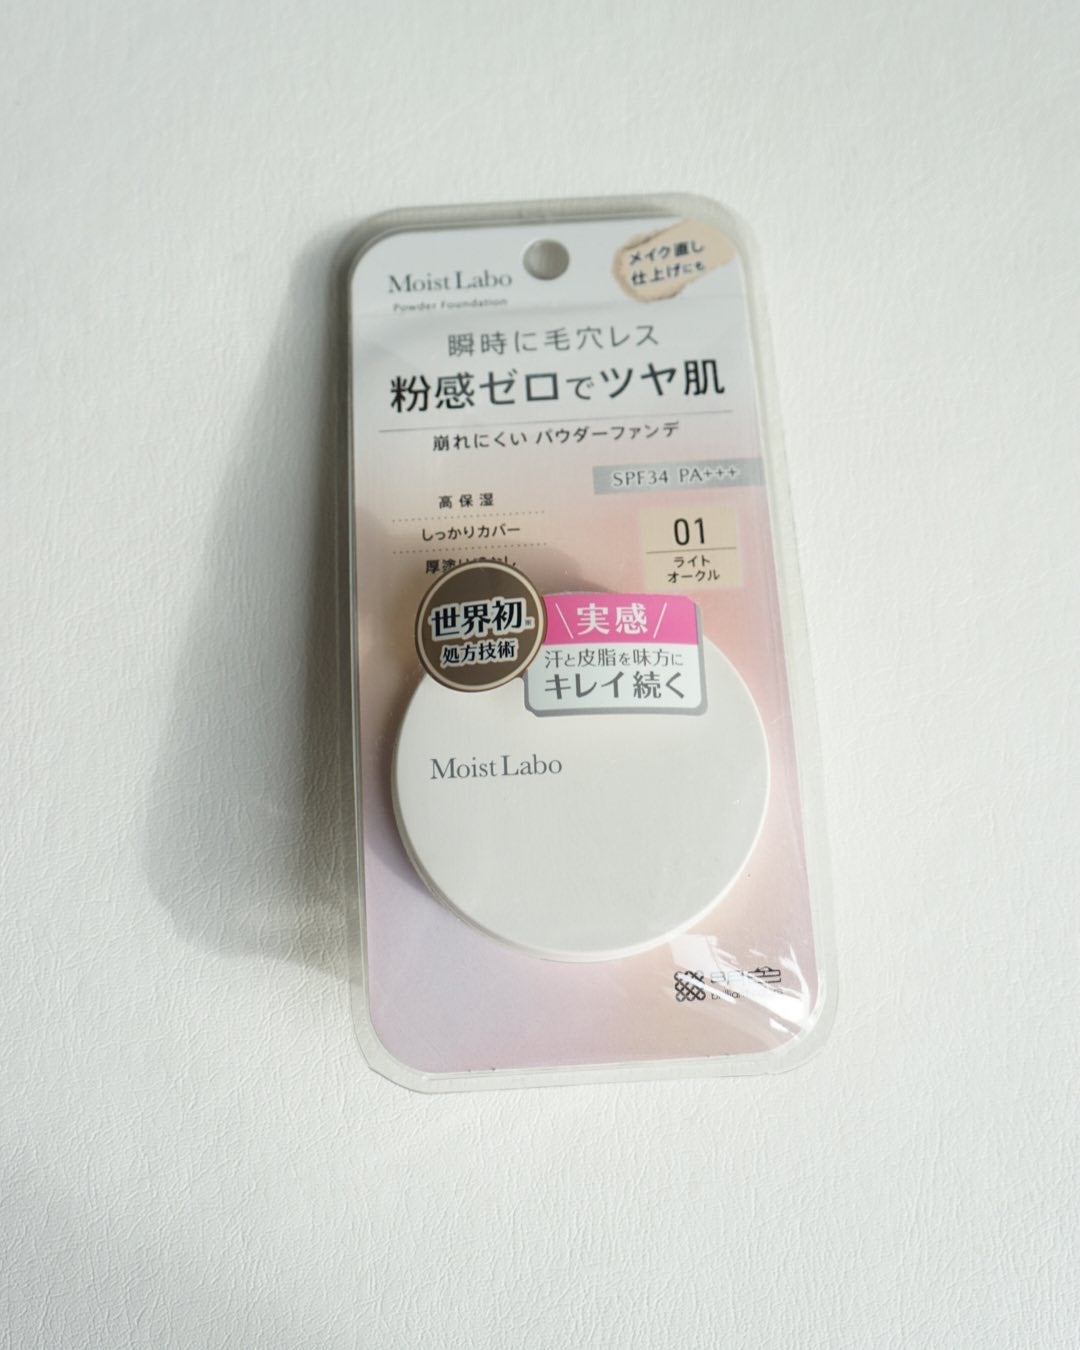 Moist Labo
Powder Foundation
メイク直し
仕上げにも
瞬時に毛穴レス
粉感ゼロでツヤ肌
崩れにくい パウダーファンデ
SPF34 PA+++
高保湿
しっかりカバー
01
ライト
オークル
世界初※
処方技術
\実感/
汗と皮脂を味方に
キレイ続く
Moist Labo
明色